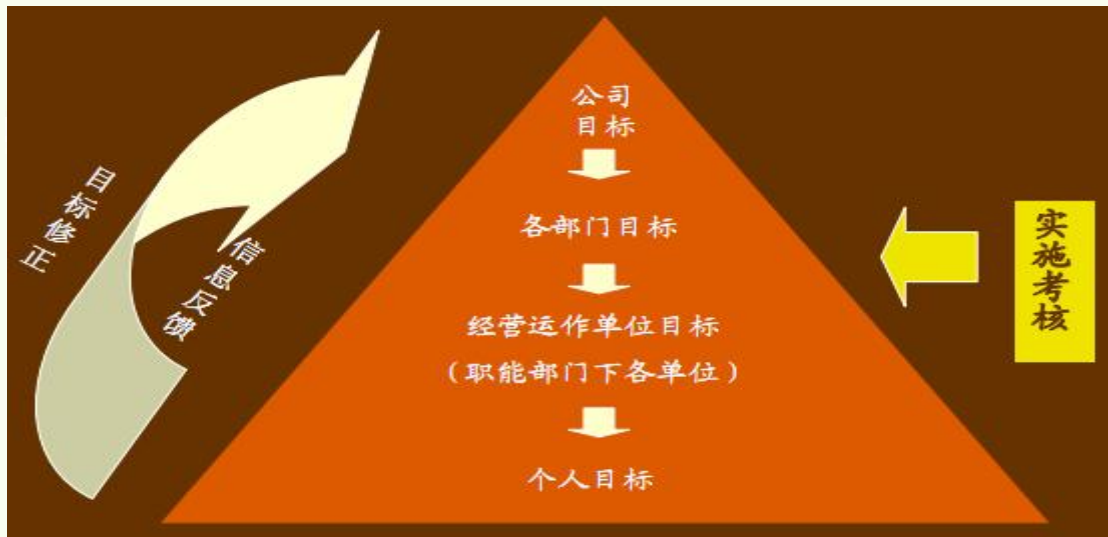 公司
目标
各部门目标
经营运作单位目标
（职能部门下各单位）
个人目标
目标修正
信息反馈
实施考核